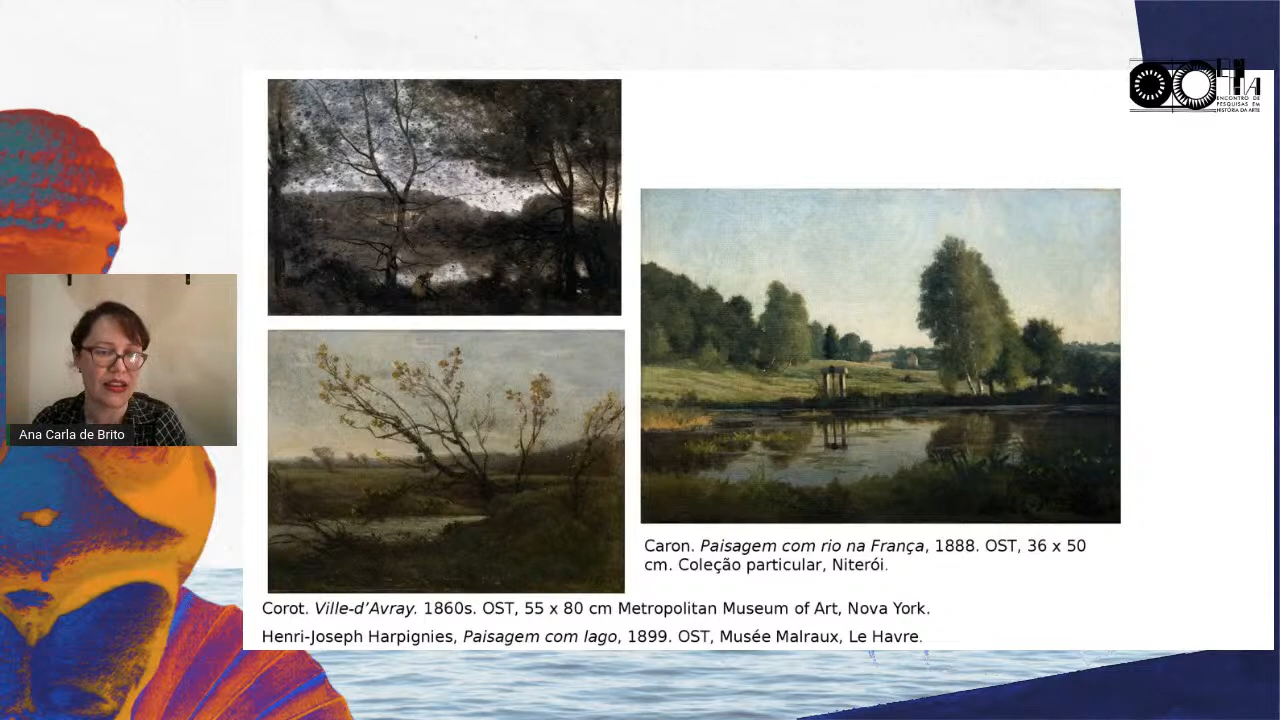 ENCONTRO DE
PESQUISAS EM
HISTÓRIA DA ARTE
Ana Carla de Brito
Caron. Paisagem com rio na França, 1888. OST, 36 x 50
cm. Coleção particular, Niterói.
Corot. Ville-d’Avray. 1860s. OST, 55 x 80 cm Metropolitan Museum of Art, Nova York.
Henri-Joseph Harpignies, Paisagem com lago, 1899. OST, Musée Malraux, Le Havre.